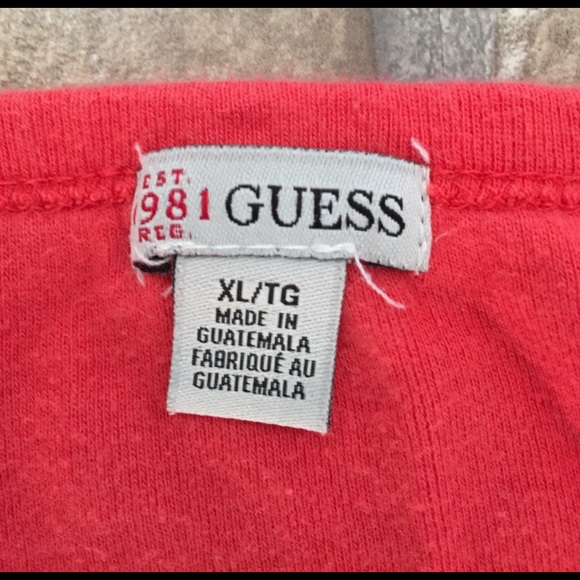 EST.
1981 GUESS
REG.
XL/TG
MADE IN
GUATEMALA
FABRIQUÉ AU
GUATEMALA